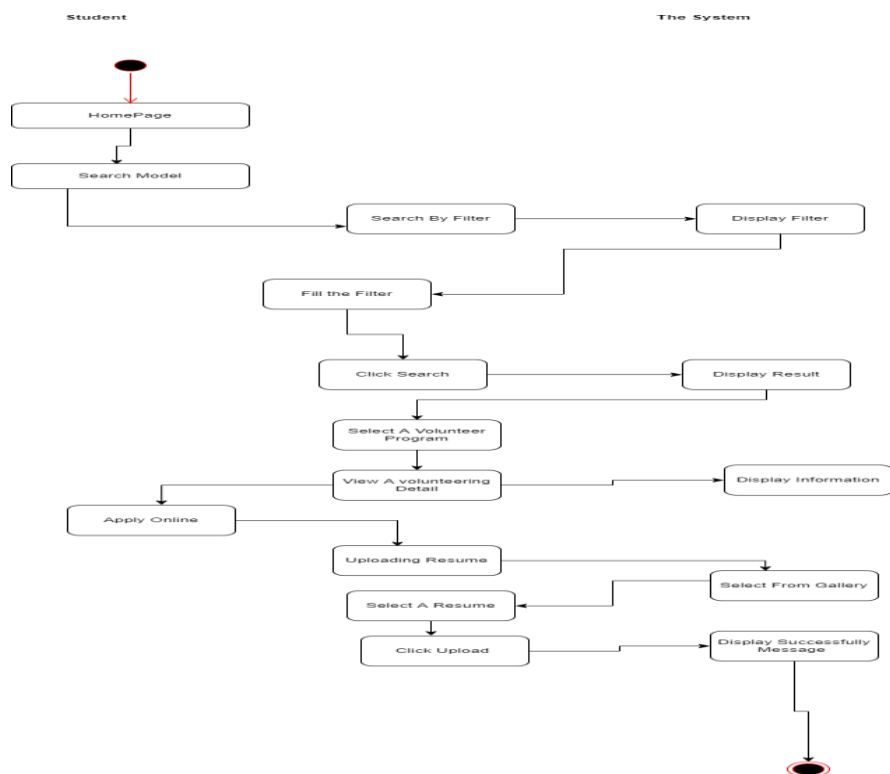 Student
The System
HomePage
Search Model
Search By Filter
Display Filter
Fill the Filter
Click Search
Display Result
Select A Volunteer
Program
View A volunteering
Detail
Display Information
Apply Online
Uploading Resume
Select From Gallery
Select A Resume
Click Upload
Display Successfully
Message